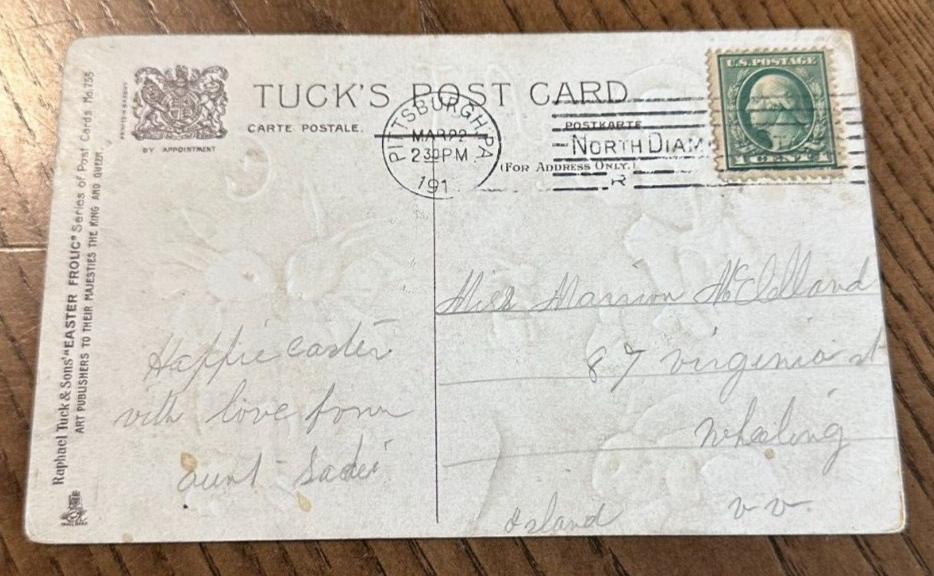 Raphael Tuck & Sons' "EASTER FROLIC" Series of Post Cards No. 755
ART PUBLISHERS TO THEIR MAJESTIES THE KING AND QUEEN.
BY APPOINTMENT
TUCK'S POST CARD
CARTE POSTALE.
POSTKARTE
(FOR ADDRESS ONLY.)
PITTSBURGH, PA
MAR 22
2 30 PM
191
NORTH DIAM
R
U.S. POSTAGE
1 CENT 1
Happie easter
with love from
aunt Sadie
Miss Marrion McClelland
87 virginia st
Wheeling
Island W. V.